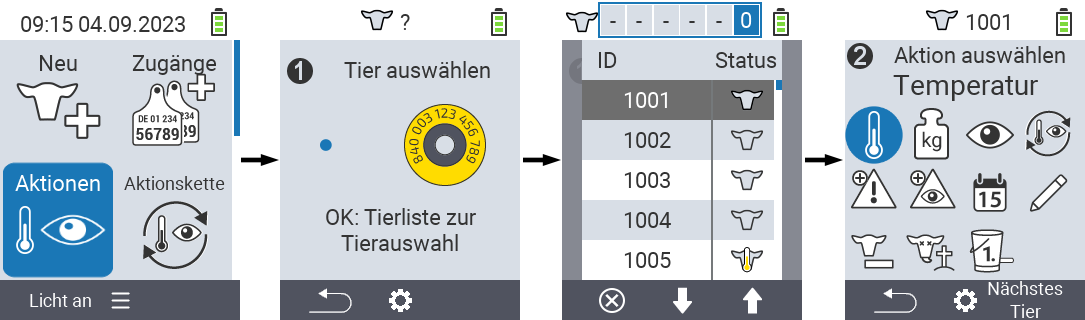 09:15 04.09.2023
Neu
Zugänge
DE 01 234
56789
234
39
Aktionen
Aktionskette
Licht an
?
1
Tier auswählen
840 003 123 456 789
OK: Tierliste zur
Tierauswahl
- - - - - 0
ID Status
1001
1002
1003
1004
1005
1001
2 Aktion auswählen
Temperatur
kg
15
1.
Nächstes
Tier